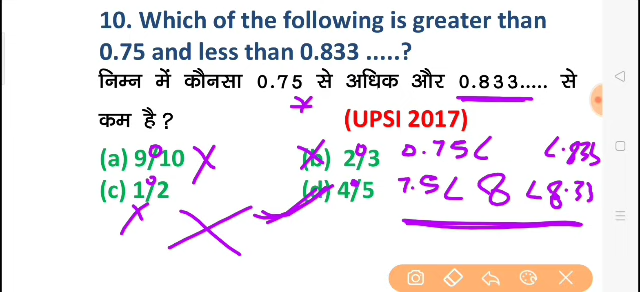 10. Which of the following is greater than
0.75 and less than 0.833 .....?
निम्न में कौनसा 0.75 से अधिक और 0.833..... से
कम है?
(UPSI 2017)
(a) 9/10 (b) 2/3 0.75< <.833
(c) 1/2 (d) 4/5 7.5< 8 <8.33